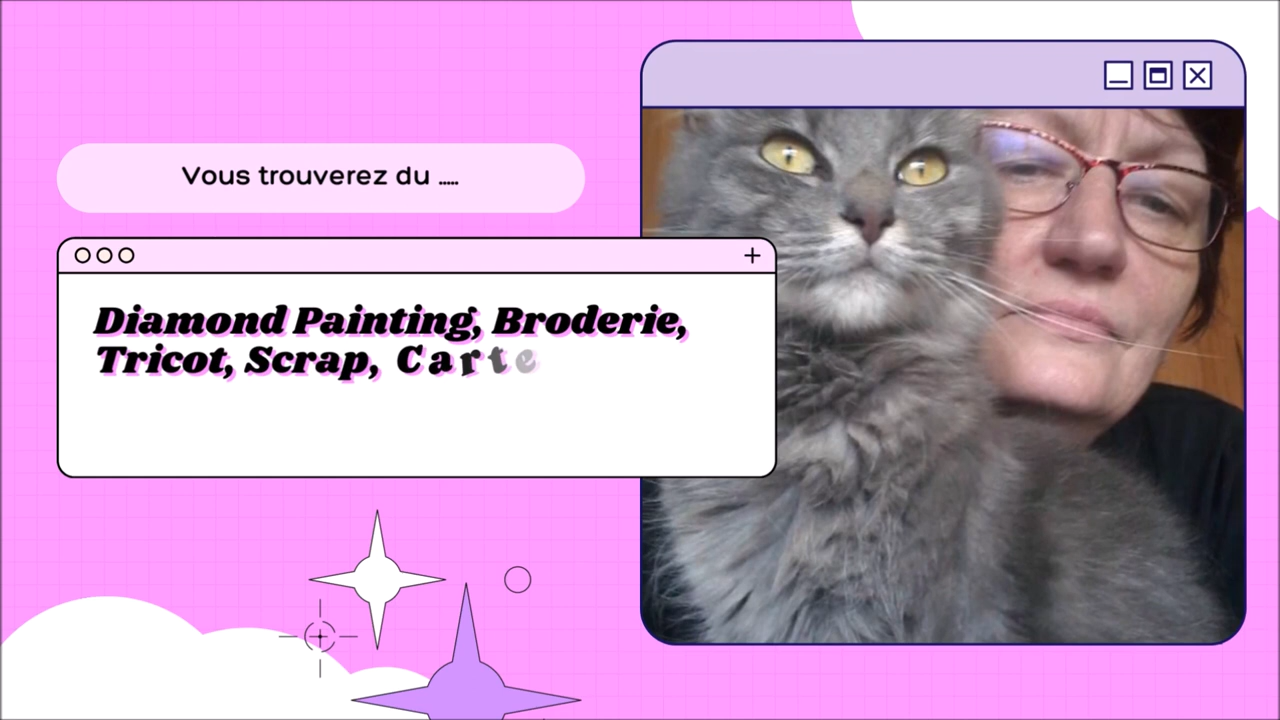 Vous trouverez du .....
Diamond Painting, Broderie,
Tricot, Scrap, Carte